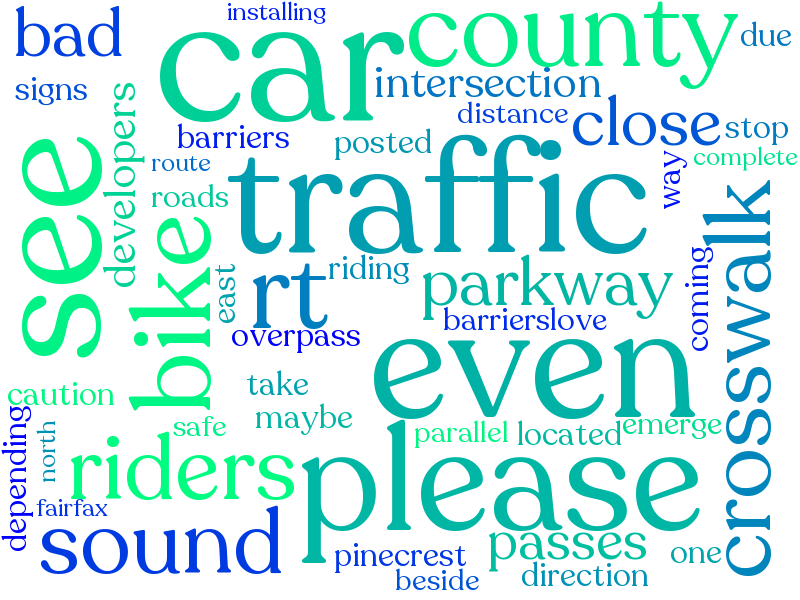 installing
bad
car
county
due
signs
intersection
distance
close
stop
developers
barriers
posted
route
complete
way
see
traffic
roads
crosswalk
bike
east
rt
riding
parkway
coming
barrierslove
overpass
even
caution
take
maybe
safe
parallel
located
emerge
depending
north
riders
please
fairfax
sound
pinecrest
passes
one
beside
direction